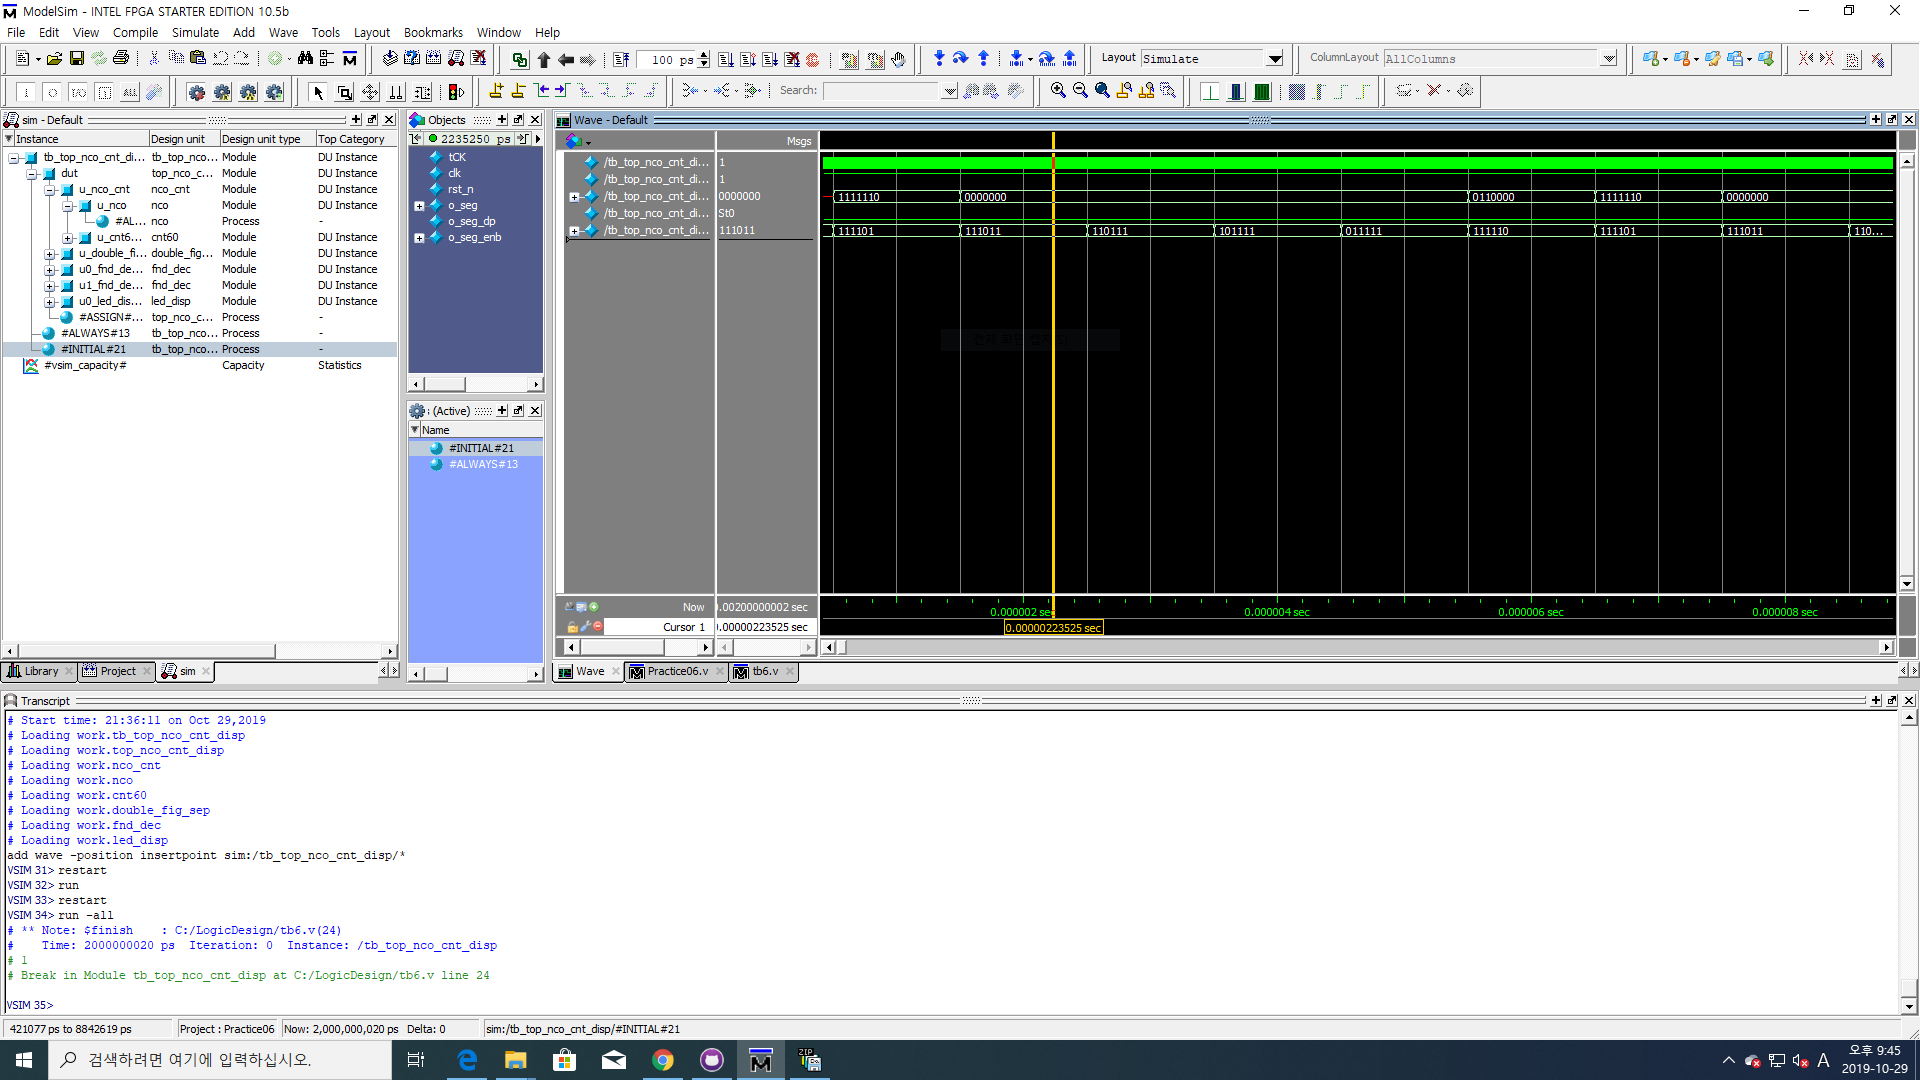 ModelSim - INTEL FPGA STARTER EDITION 10.5b
File Edit View Compile Simulate Add Wave Tools Layout Bookmarks Window Help
100 ps
Layout Simulate
ColumnLayout AllColumns
Search:
sim - Default
Instance Design unit Design unit type Top Category
tb_top_nco_cnt_di... tb_top_nco... Module DU Instance
dut top_nco_c... Module DU Instance
u_nco_cnt nco_cnt Module DU Instance
u_nco nco Module DU Instance
#AL... nco Process -
u_cnt6... cnt60 Module DU Instance
u_double_fi... double_fig... Module DU Instance
u0_fnd_de... fnd_dec Module DU Instance
u1_fnd_de... fnd_dec Module DU Instance
u0_led_dis... led_disp Module DU Instance
#ASSIGN#... top_nco_c... Process -
#ALWAYS#13 tb_top_nco... Process -
#INITIAL#21 tb_top_nco... Process -
#vsim_capacity# Capacity Statistics
Library Project sim
Objects
2235250 ps
tCK
clk
rst_n
o_seg
o_seg_dp
o_seg_enb
: (Active)
Name
#INITIAL#21
#ALWAYS#13
Wave - Default
Msgs
/tb_top_nco_cnt_di... 1
/tb_top_nco_cnt_di... 1
/tb_top_nco_cnt_di... 0000000 1111110 0000000 0110000 1111110 0000000
/tb_top_nco_cnt_di... St0
/tb_top_nco_cnt_di... 111011 111101 111011 110111 101111 011111 111110 111101 111011 110...
Now 0.00200000002 sec 0.000002 sec 0.000004 sec 0.000006 sec 0.000008 sec
Cursor 1 0.00000223525 sec 0.00000223525 sec
Wave Practice06.v tb6.v
Transcript
# Start time: 21:36:11 on Oct 29,2019
# Loading work.tb_top_nco_cnt_disp
# Loading work.top_nco_cnt_disp
# Loading work.nco_cnt
# Loading work.nco
# Loading work.cnt60
# Loading work.double_fig_sep
# Loading work.fnd_dec
# Loading work.led_disp
add wave -position insertpoint sim:/tb_top_nco_cnt_disp/*
VSIM 31> restart
VSIM 32> run
VSIM 33> restart
VSIM 34> run -all
# ** Note: $finish : C:/LogicDesign/tb6.v(24)
# Time: 2000000020 ps Iteration: 0 Instance: /tb_top_nco_cnt_disp
# 1
# Break in Module tb_top_nco_cnt_disp at C:/LogicDesign/tb6.v line 24
VSIM 35>
421077 ps to 8842619 ps Project : Practice06 Now: 2,000,000,020 ps Delta: 0 sim:/tb_top_nco_cnt_disp/#INITIAL#21
검색하려면 여기에 입력하십시오.
A
오후 9:45
2019-10-29